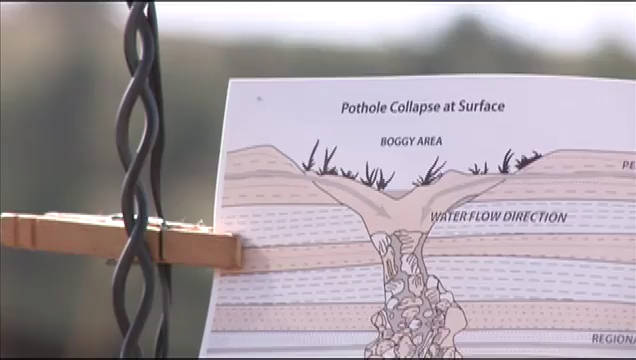 Pothole Collapse at Surface
BOGGY AREA
PE
WATER FLOW DIRECTION
REGIONA